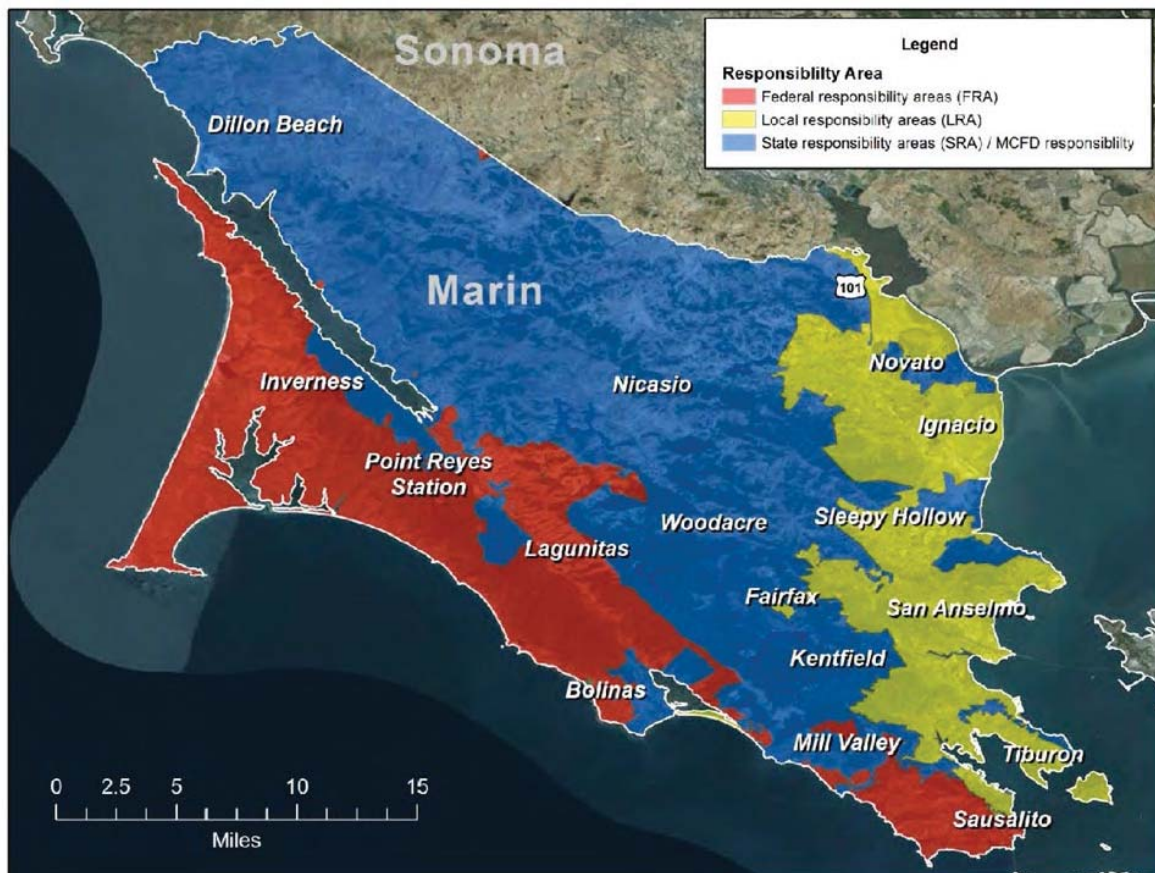 Sonoma
Legend
Responsiblilty Area
Federal responsibility areas (FRA)
Local responsibility areas (LRA)
State responsibility areas (SRA) / MCFD responsiblilty
Dillon Beach
Marin
101
Novato
Inverness
Nicasio
Ignacio
Point Reyes
Station
Woodacre
Sleepy Hollow
Lagunitas
Fairfax
San Anselmo
Kentfield
Bolinas
Mill Valley
Tiburon
0 2.5 5 10 15
Miles
Sausalito